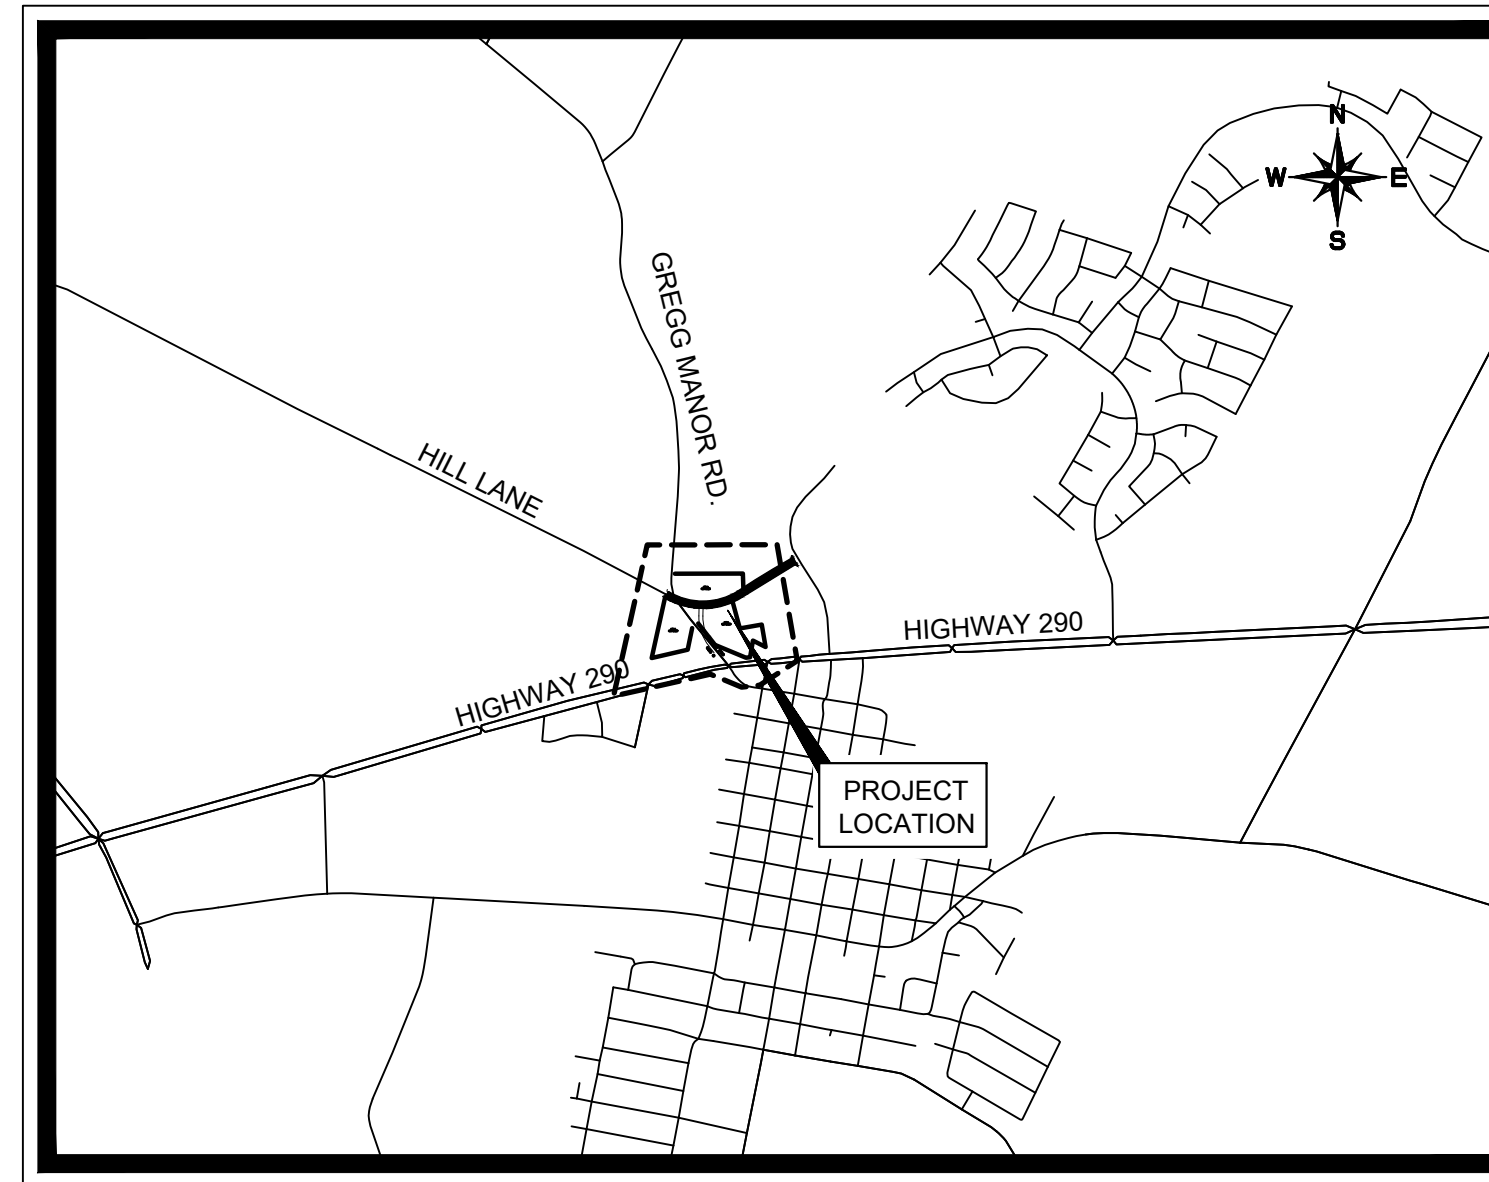 N
W E
S
GREGG MANOR RD.
HILL LANE
HIGHWAY 290
HIGHWAY 290
PROJECT
LOCATION